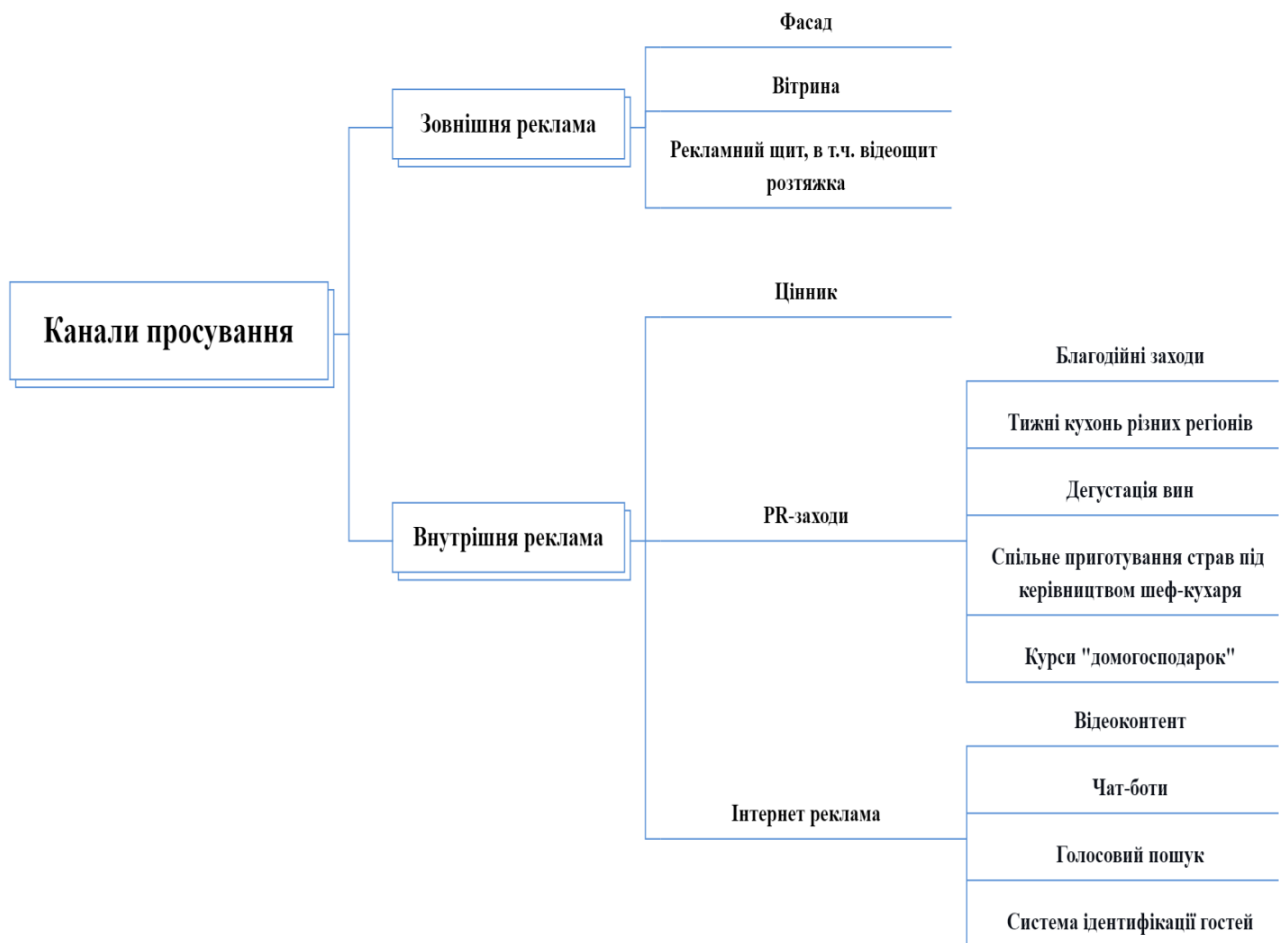 Канали просування
Зовнішня реклама
Фасад
Вітрина
Рекламний щит, в т.ч. відеощит
розтяжка
Внутрішня реклама
Цінник
PR-заходи
Благодійні заходи
Тижні кухонь різних регіонів
Дегустація вин
Спільне приготування страв під
керівництвом шеф-кухаря
Курси "домогосподарок"
Інтернет реклама
Відеоконтент
Чат-боти
Голосовий пошук
Система ідентифікації гостей